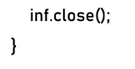 inf.close();
}